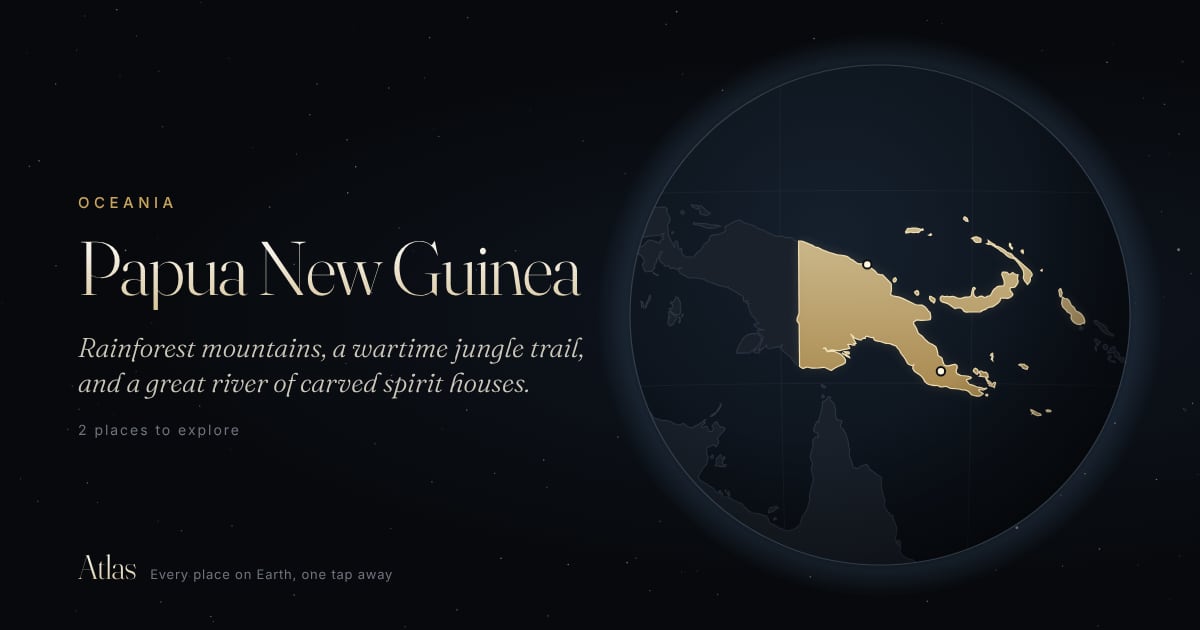 OCEANIA
Papua New Guinea
Rainforest mountains, a wartime jungle trail,
and a great river of carved spirit houses.
2 places to explore
Atlas Every place on Earth, one tap away